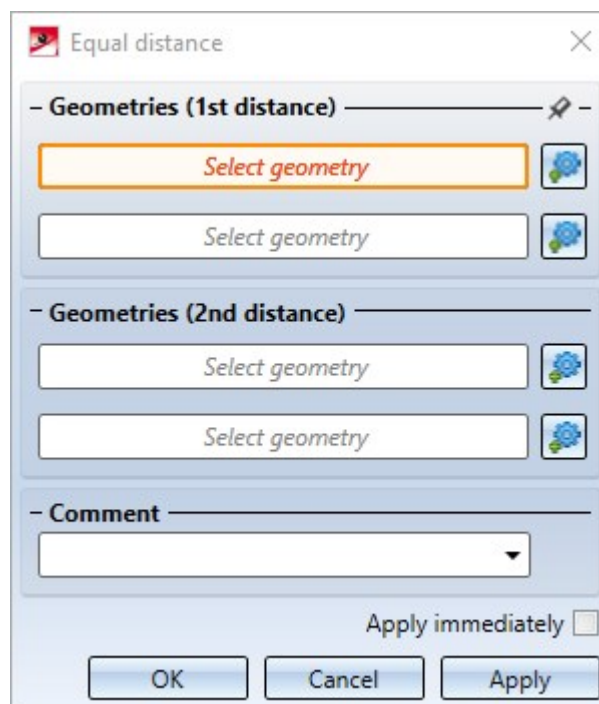 Equal distance
Geometries (1st distance)
Select geometry
Select geometry
Geometries (2nd distance)
Select geometry
Select geometry
Comment
Apply immediately
OK Cancel Apply